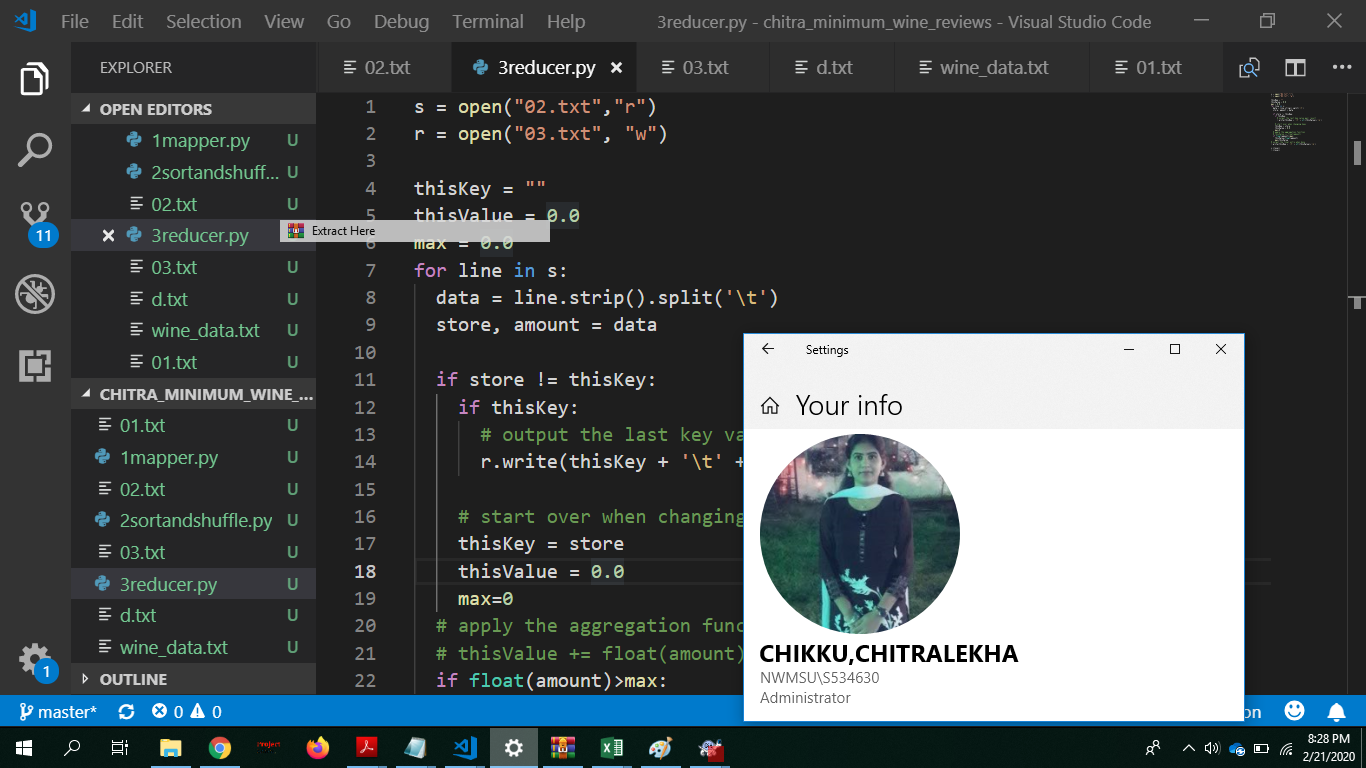 File Edit Selection View Go Debug Terminal Help 3reducer.py - chitra_minimum_wine_reviews - Visual Studio Code
EXPLORER
02.txt 3reducer.py 03.txt d.txt wine_data.txt 01.txt
OPEN EDITORS
1mapper.py U
2sortandshuff... U
02.txt U
3reducer.py
03.txt U
d.txt U
wine_data.txt U
01.txt U
CHITRA_MINIMUM_WINE_...
01.txt U
1mapper.py U
02.txt U
2sortandshuffle.py U
03.txt U
3reducer.py U
d.txt U
wine_data.txt U
OUTLINE
11
1
Extract Here
1 s = open("02.txt","r")
2 r = open("03.txt", "w")
3
4 thisKey = ""
5 thisValue = 0.0
6 max = 0.0
7 for line in s:
8 data = line.strip().split('\t')
9 store, amount = data
10
11 if store != thisKey:
12 if thisKey:
13 # output the last key va
14 r.write(thisKey + '\t' +
15
16 # start over when changing
17 thisKey = store
18 thisValue = 0.0
19 max=0
20 # apply the aggregation func
21 # thisValue += float(amount)
22 if float(amount)>max:
Settings
Your info
CHIKKU,CHITRALEKHA
NWMSU\S534630
Administrator
master* 0 0 on
8:28 PM
2/21/2020